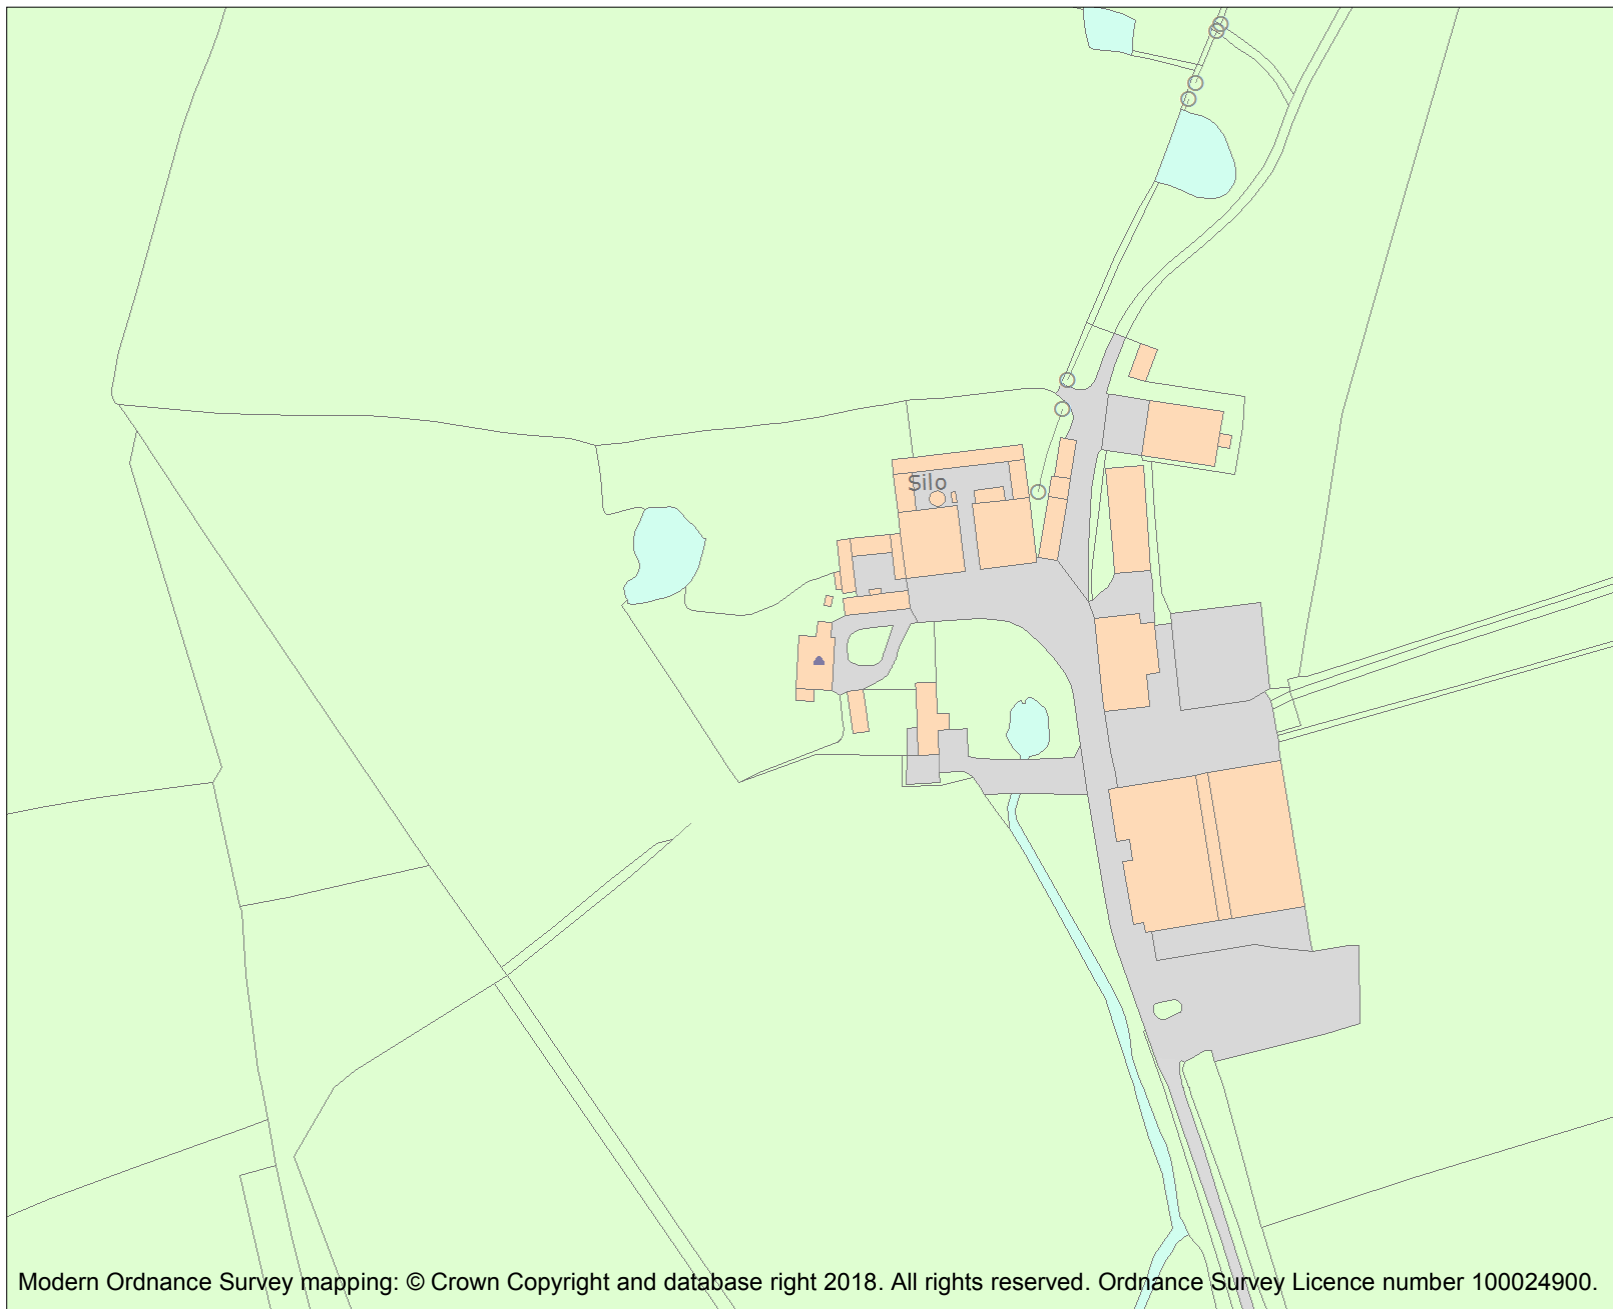 Silo
Modern Ordnance Survey mapping: © Crown Copyright and database right 2018. All rights reserved. Ordnance Survey Licence number 100024900.